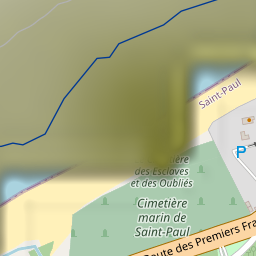 Saint-Paul
P
des Esclaves
et des Oubliés
Cimetière
marin de
Saint-Paul
Route des Premiers Fra